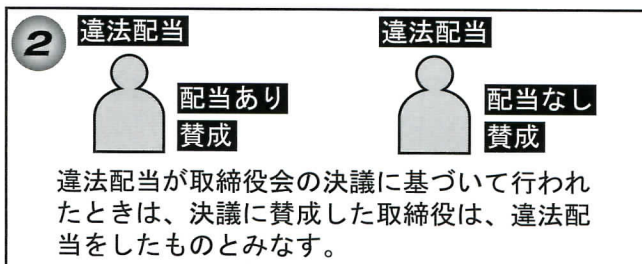 2
違法配当
配当あり
賛成
違法配当
配当なし
賛成
違法配当が取締役会の決議に基づいて行われ
たときは、決議に賛成した取締役は、違法配
当をしたものとみなす。